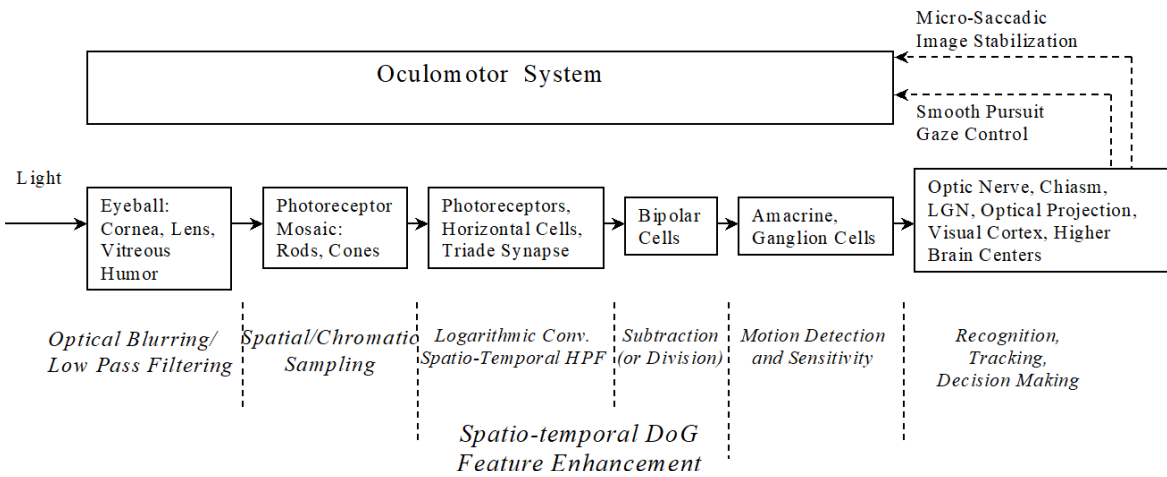 Micro-Saccadic
Image Stabilization
Oculomotor System
Smooth Pursuit
Gaze Control
Light
Eyeball:
Cornea, Lens,
Vitreous
Humor
Photoreceptor
Mosaic:
Rods, Cones
Photoreceptors,
Horizontal Cells,
Triade Synapse
Bipolar
Cells
Amacrine,
Ganglion Cells
Optic Nerve, Chiasm,
LGN, Optical Projection,
Visual Cortex, Higher
Brain Centers
Optical Blurring/
Low Pass Filtering
Spatial/Chromatic
Sampling
Logarithmic Conv.
Spatio-Temporal HPF
Subtraction
(or Division)
Motion Detection
and Sensitivity
Recognition,
Tracking,
Decision Making
Spatio-temporal DoG
Feature Enhancement